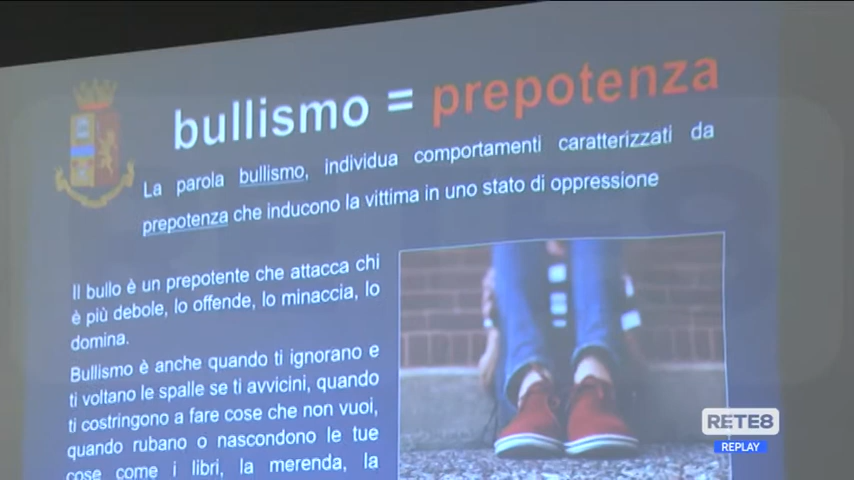 bullismo = prepotenza
La parola bullismo, individua comportamenti caratterizzati da
prepotenza che inducono la vittima in uno stato di oppressione
Il bullo è un prepotente che attacca chi
è più debole, lo offende, lo minaccia, lo
domina.
Bullismo è anche quando ti ignorano e
ti voltano le spalle se ti avvicini, quando
ti costringono a fare cose che non vuoi,
quando rubano o nascondono le tue
cose come i libri, la merenda, la
RETE8
REPLAY